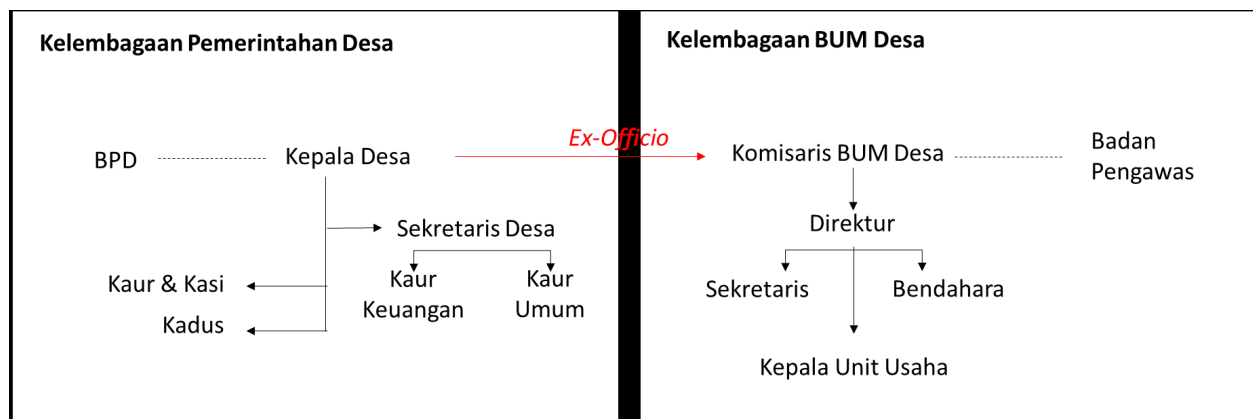 Kelembagaan Pemerintahan Desa
BPD
Kepala Desa
Sekretaris Desa
Kaur
Keuangan
Kaur
Umum
Kaur & Kasi
Kadus
Ex-Officio
Kelembagaan BUM Desa
Komisaris BUM Desa
Badan
Pengawas
Direktur
Sekretaris
Bendahara
Kepala Unit Usaha